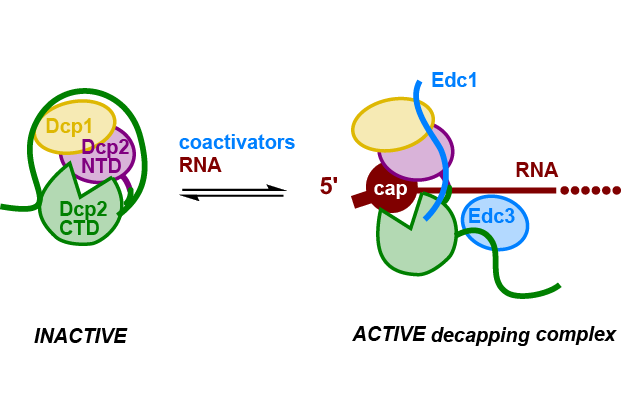 Edc1
Dcp1
Dcp2
NTD
coactivators
RNA
Dcp2
CTD
5'
cap
RNA
Edc3
INACTIVE
ACTIVE decapping complex